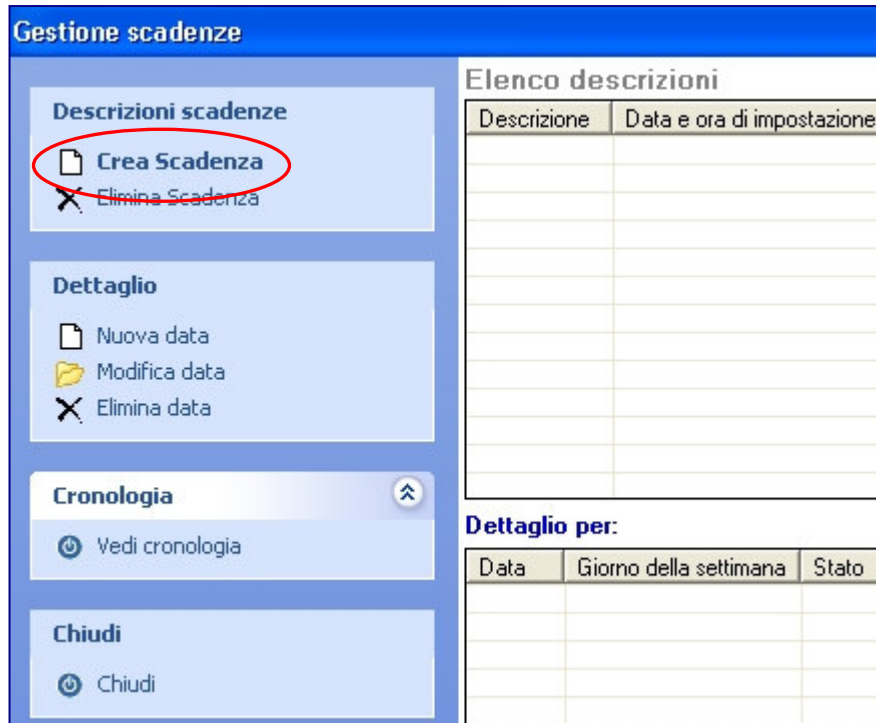 Gestione scadenze
Descrizioni scadenze
Crea Scadenza
Elimina Scadenza
Dettaglio
Nuova data
Modifica data
Elimina data
Cronologia
Vedi cronologia
Chiudi
Chiudi
Elenco descrizioni
Descrizione Data e ora di impostazione
Dettaglio per:
Data Giorno della settimana Stato